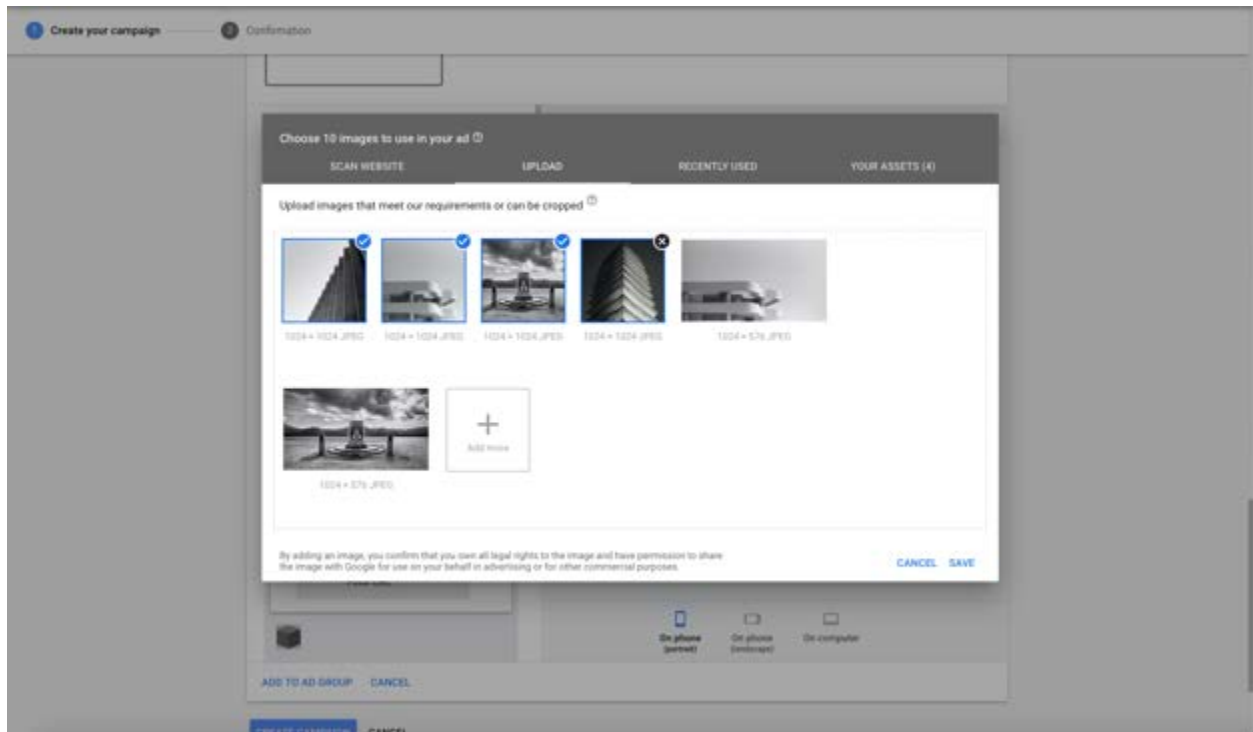 1 Create your campaign
2 Confirmation
Choose 10 images to use in your ad
SCAN WEBSITE
UPLOAD
RECENTLY USED
YOUR ASSETS (4)
Upload images that meet our requirements or can be cropped
1024 × 1024 JPEG
1024 × 1024 JPEG
1024 × 1024 JPEG
1024 × 1024 JPEG
1024 × 576 JPEG
Add more
1024 × 576 JPEG
By adding an image, you confirm that you own all legal rights to the image and have permission to share
the image with Google for use on your behalf in advertising or for other commercial purposes.
CANCEL SAVE
On phone
(portrait)
On phone
(landscape)
On computer
ADD TO AD GROUP CANCEL
CREATE CAMPAIGN CANCEL